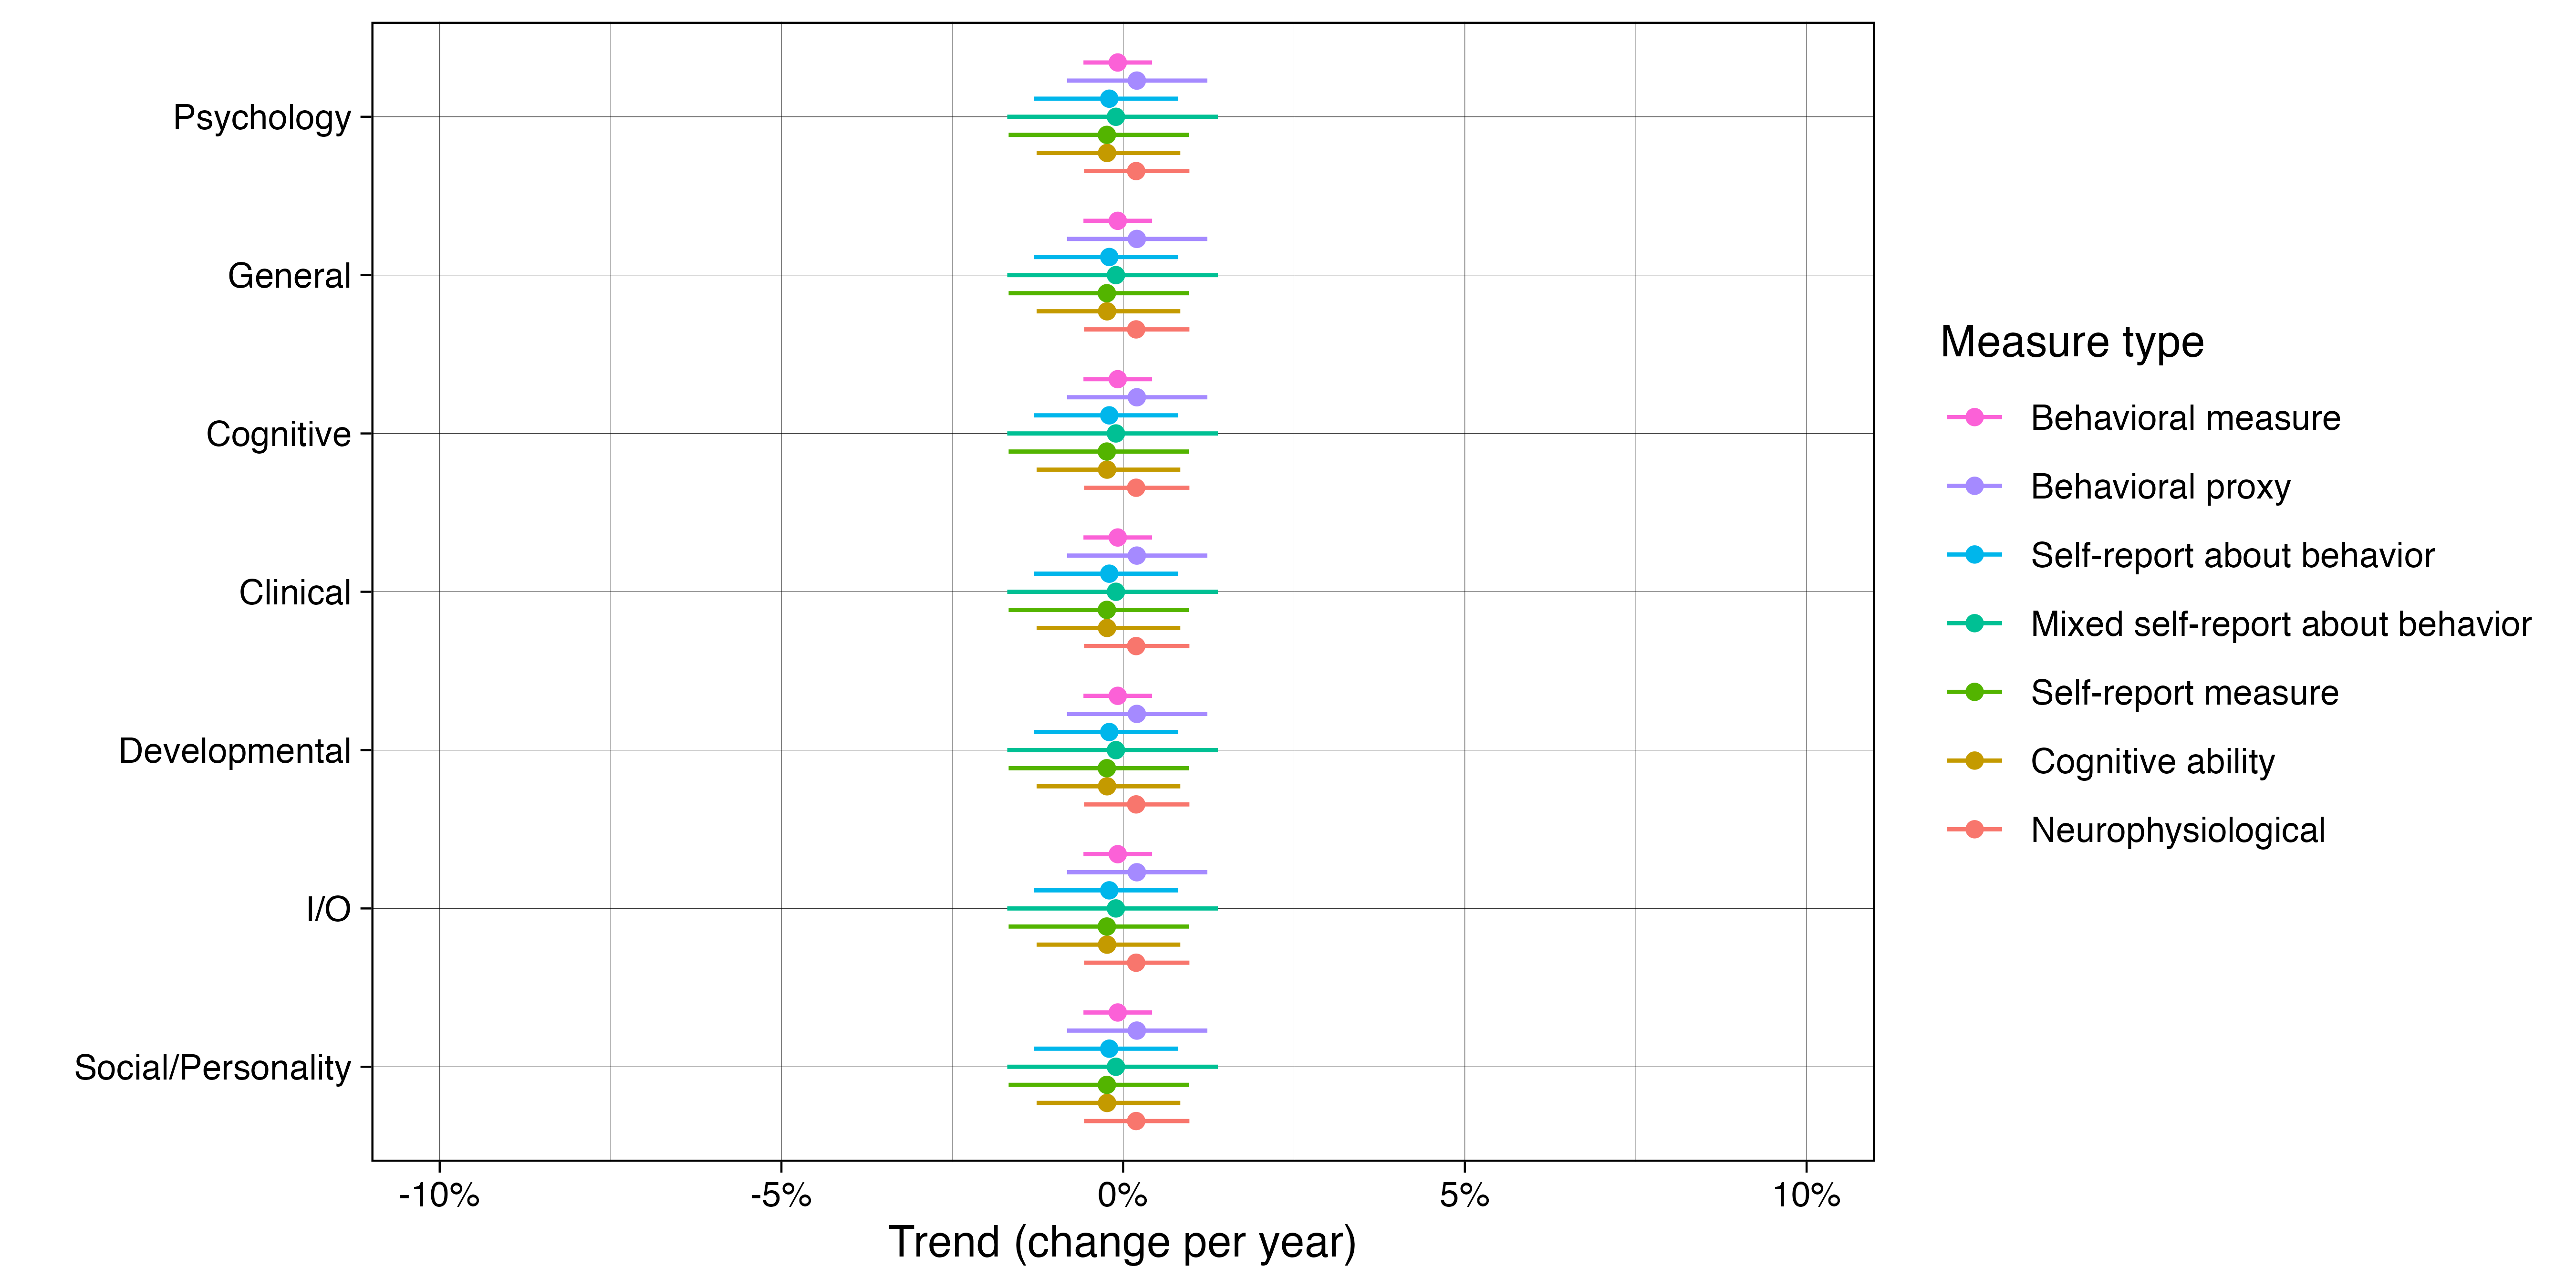 Psychology
General
Cognitive
Clinical
Developmental
I/O
Social/Personality
-10%
-5%
0%
5%
10%
Trend (change per year)
Measure type
Behavioral measure
Behavioral proxy
Self-report about behavior
Mixed self-report about behavior
Self-report measure
Cognitive ability
Neurophysiological